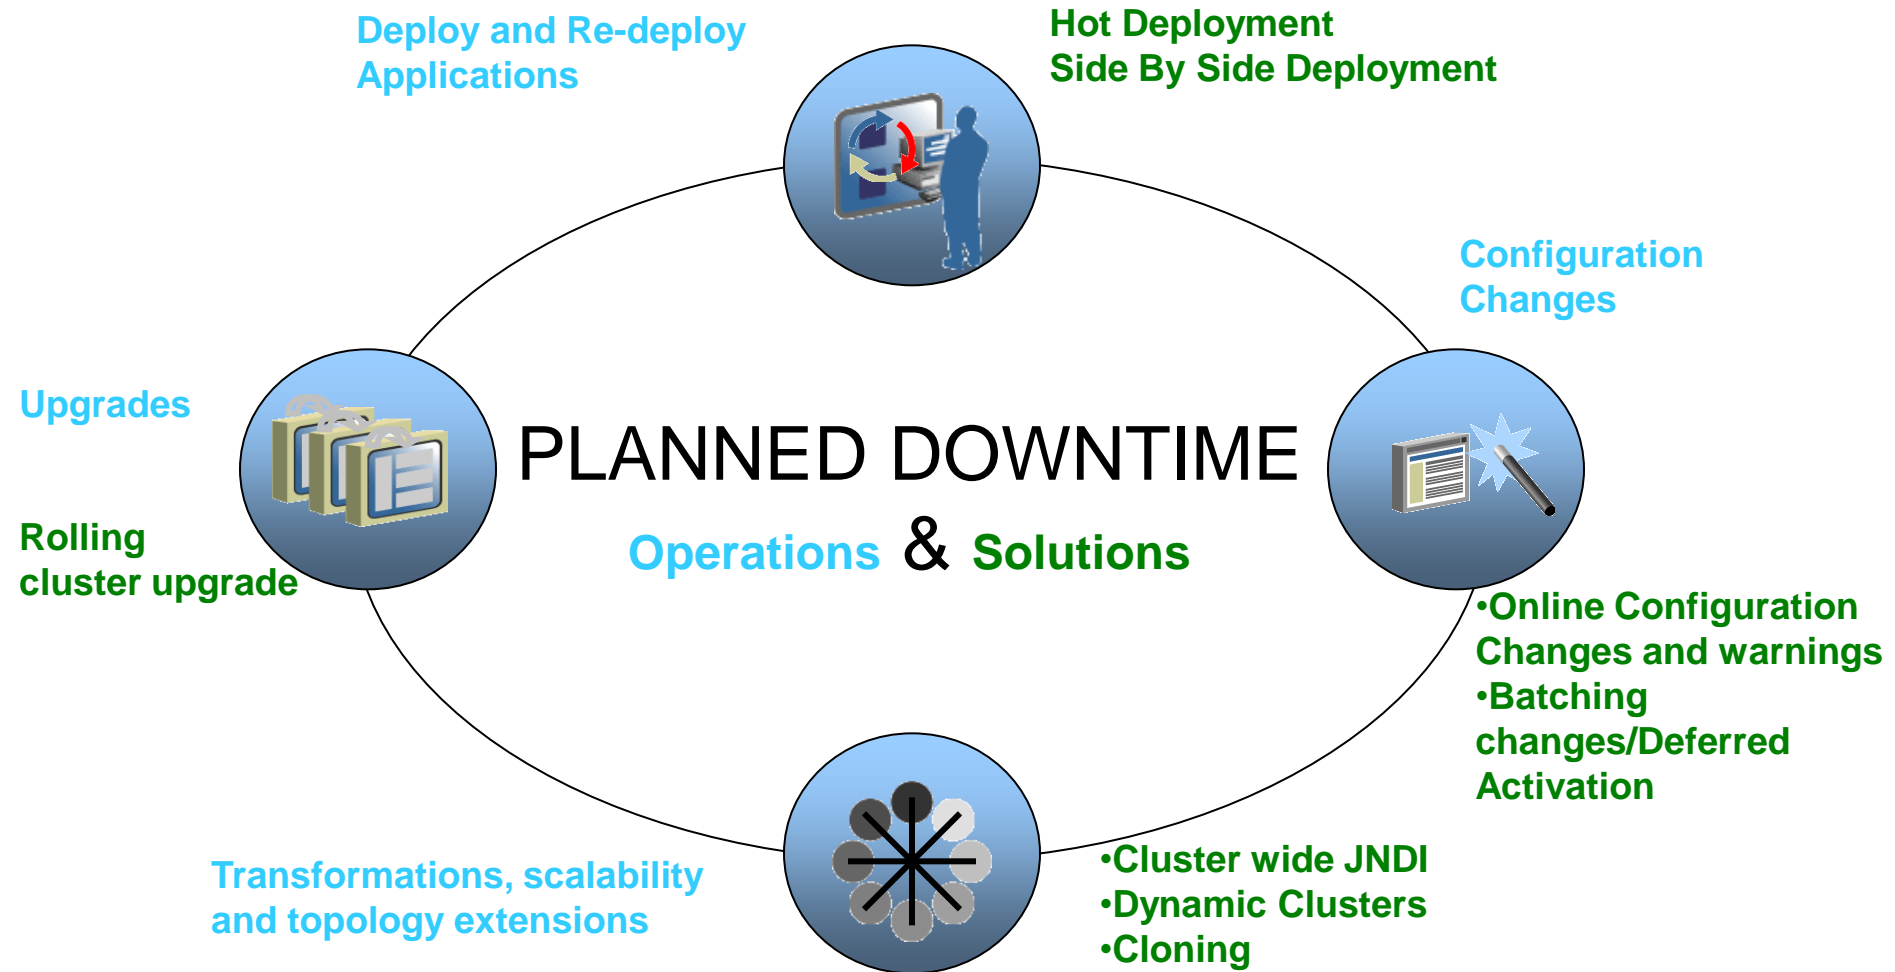 Deploy and Re-deploy
Applications
Hot Deployment
Side By Side Deployment
Configuration
Changes
Upgrades
PLANNED DOWNTIME
Operations & Solutions
Rolling
cluster upgrade
•Online Configuration
Changes and warnings
•Batching
changes/Deferred
Activation
Transformations, scalability
and topology extensions
•Cluster wide JNDI
•Dynamic Clusters
•Cloning